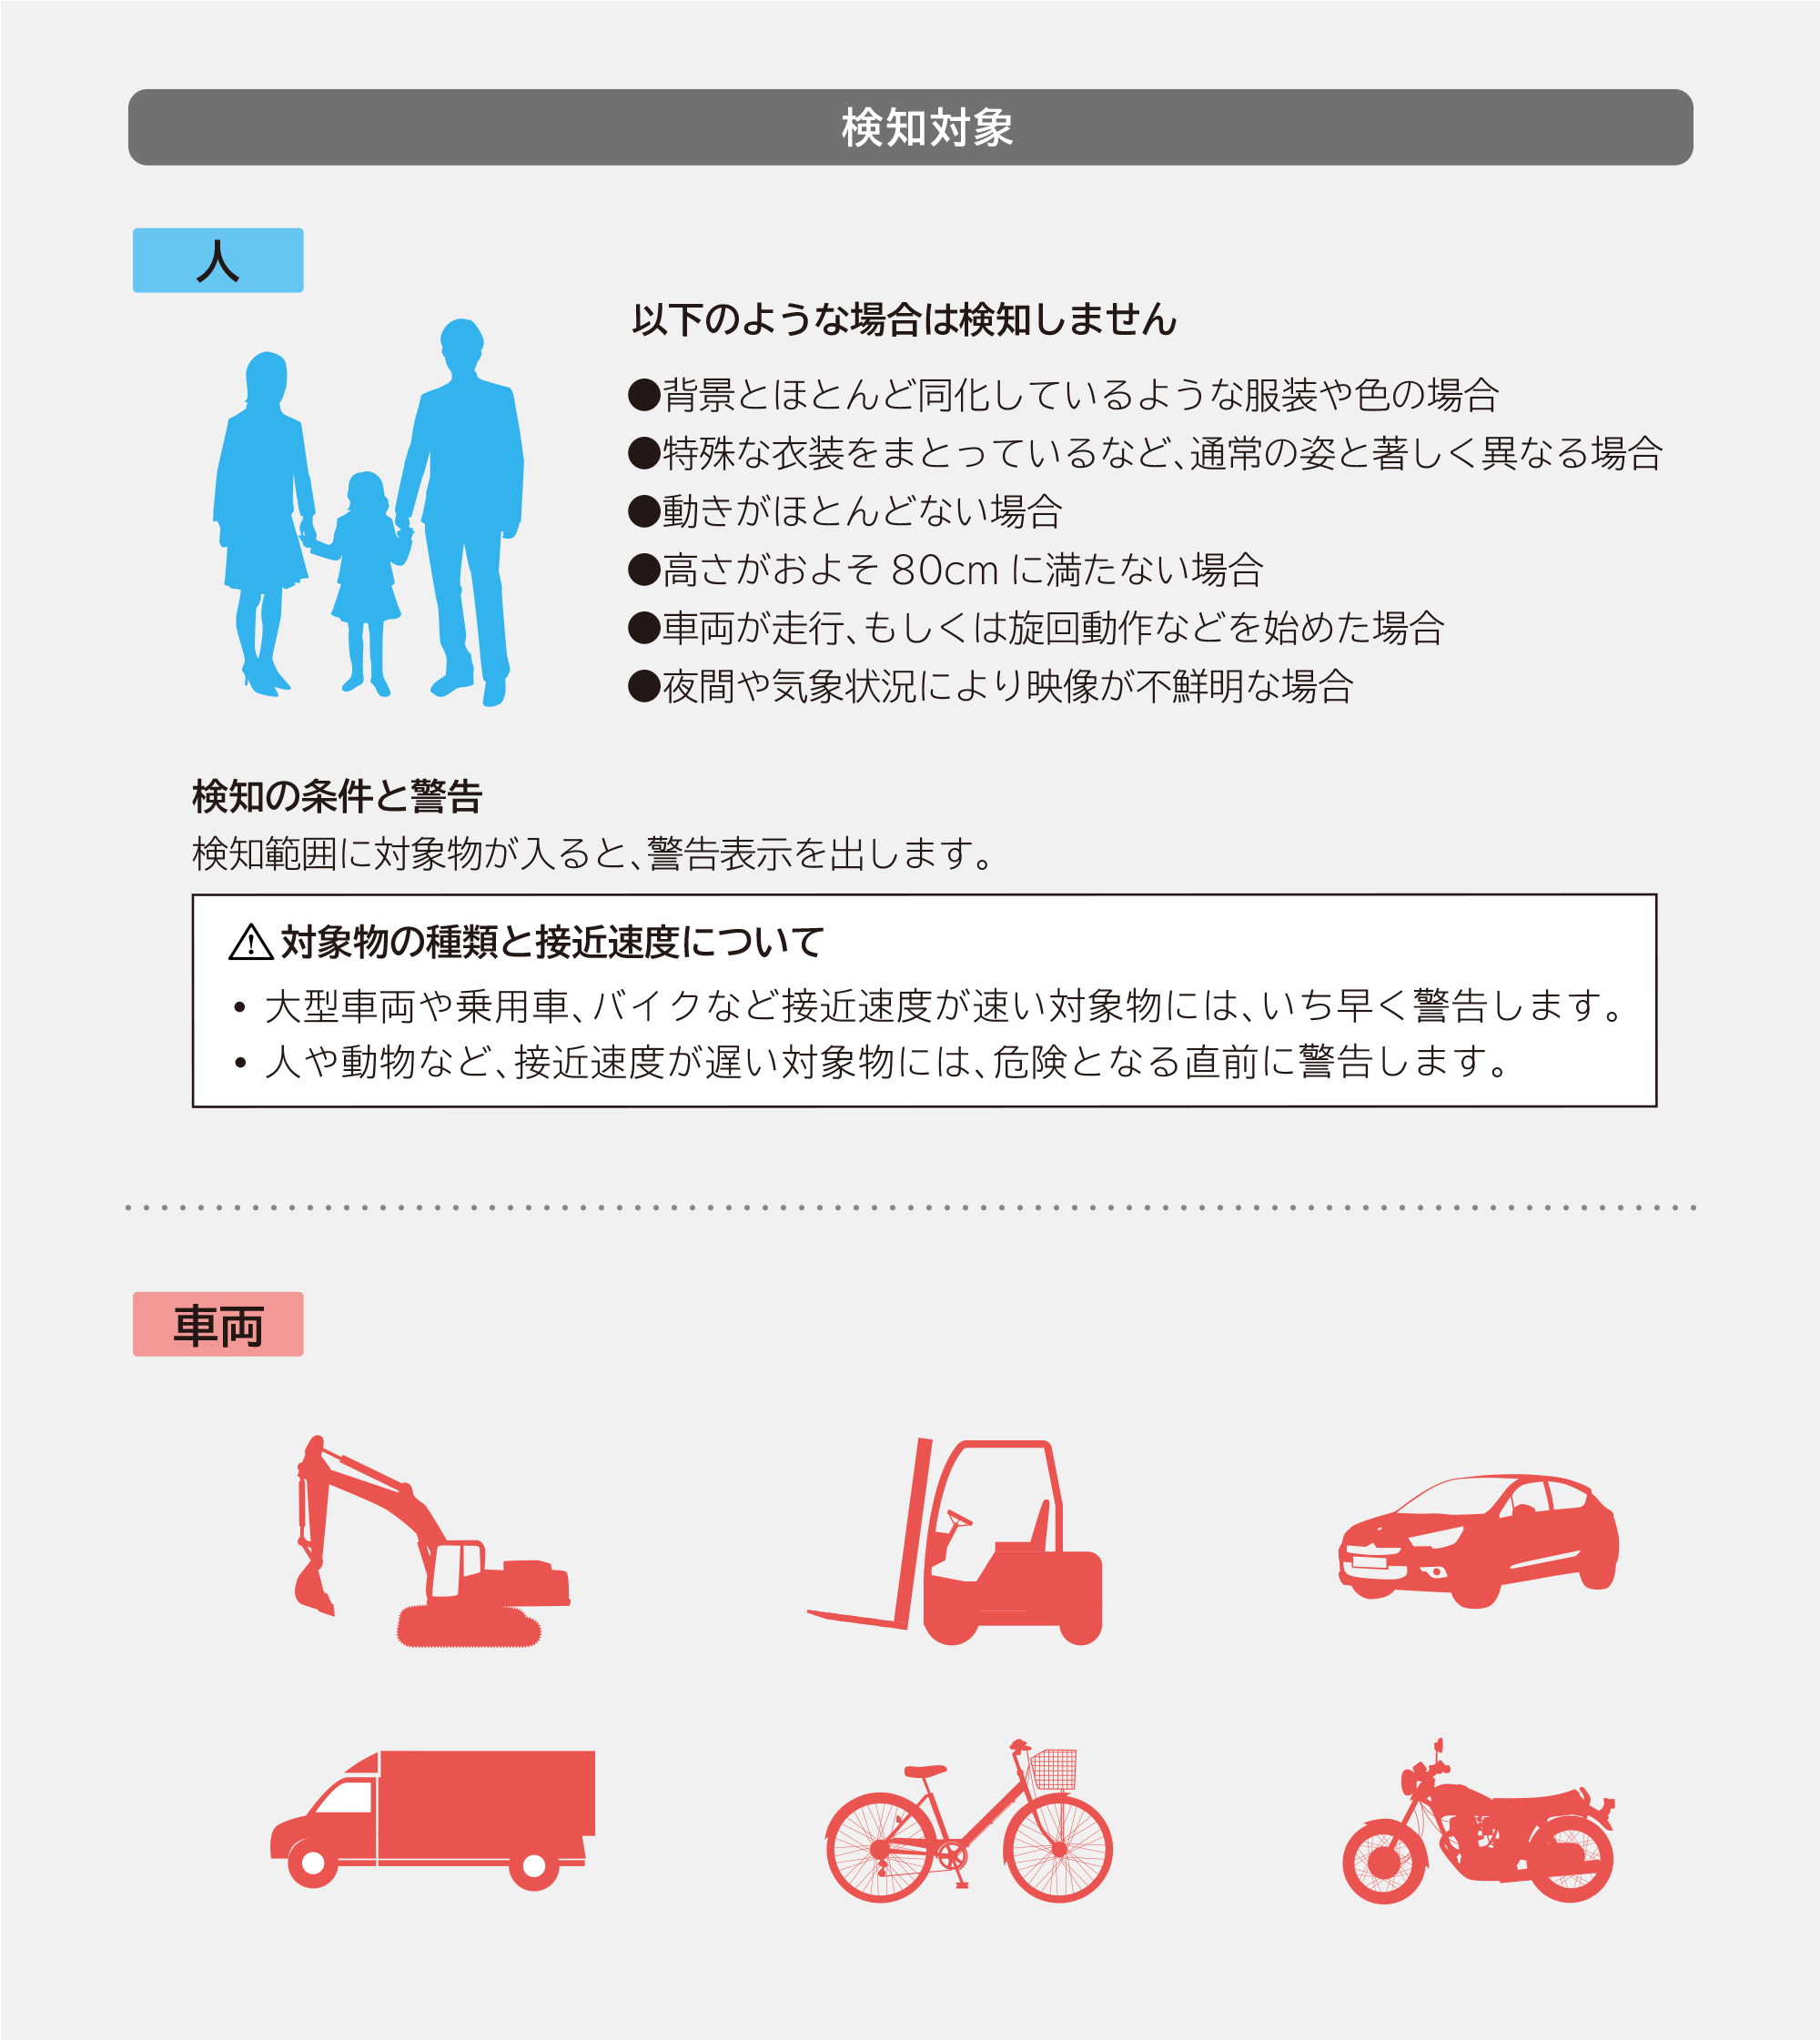 検知対象
人
以下のような場合は検知しません
●背景とほとんど同化しているような服装や色の場合
●特殊な衣装をまとっているなど、通常の姿と著しく異なる場合
●動きがほとんどない場合
●高さがおよそ 80cm に満たない場合
●車両が走行、もしくは旋回動作などを始めた場合
●夜間や気象状況により映像が不鮮明な場合
検知の条件と警告
検知範囲に対象物が入ると、警告表示を出します。
⚠対象物の種類と接近速度について
• 大型車両や乗用車、バイクなど接近速度が速い対象物には、いち早く警告します。
• 人や動物など、接近速度が遅い対象物には、危険となる直前に警告します。
車両